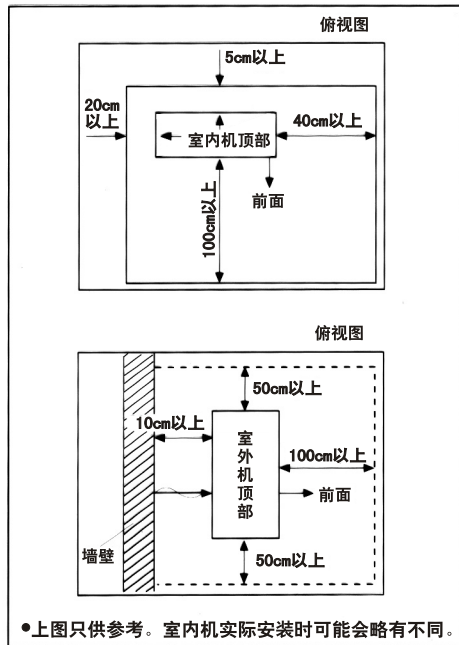 俯视图
5cm以上
20cm
以上
40cm以上
室内机顶部
前面
100cm以上
俯视图
50cm以上
10cm以上
室外机顶部
100cm以上
前面
墙壁
50cm以上
●上图只供参考。室内机实际安装时可能会略有不同。